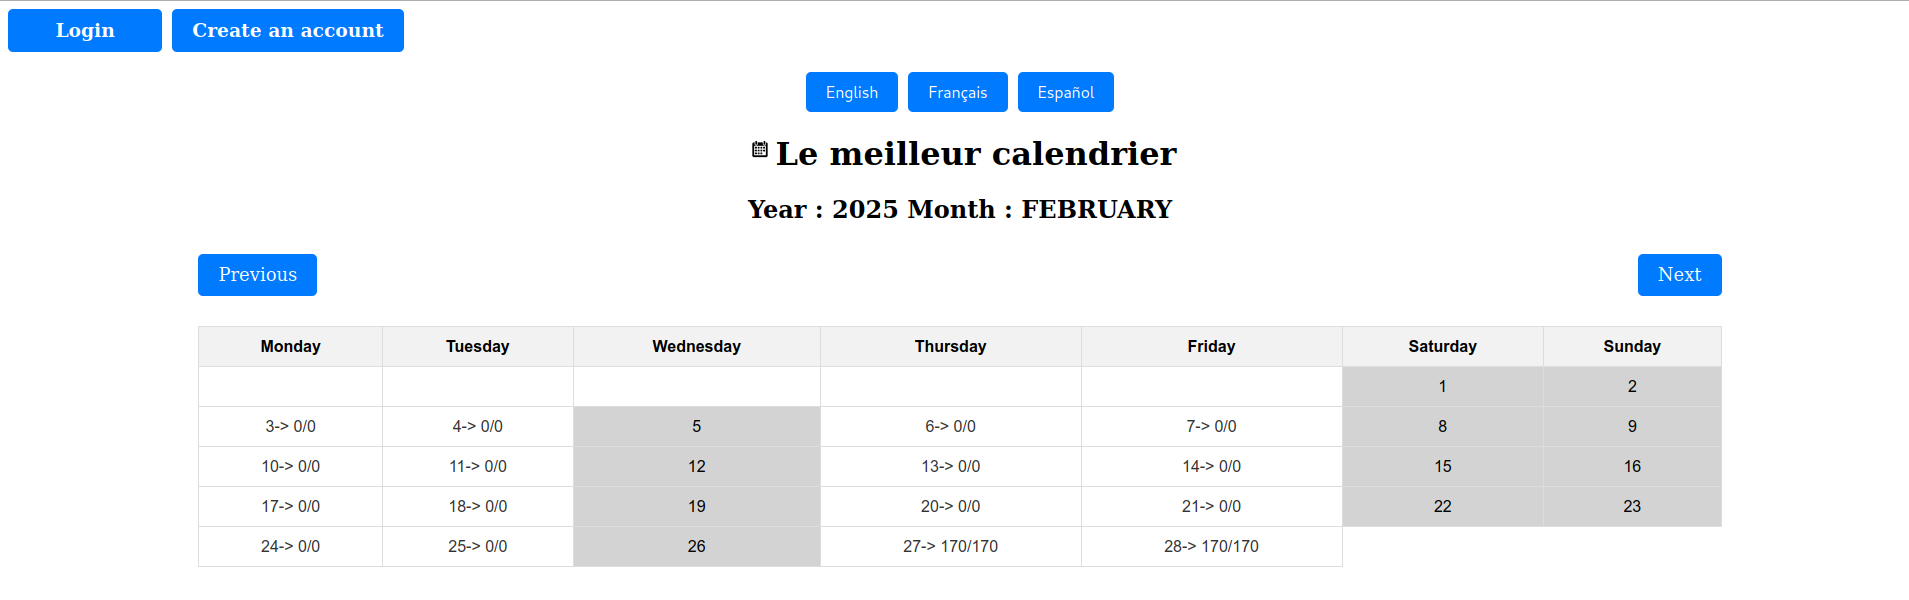 Login Create an account
English Français Español
Le meilleur calendrier
Year : 2025 Month : FEBRUARY
Previous Next
Monday Tuesday Wednesday Thursday Friday Saturday Sunday
1 2
3-> 0/0 4-> 0/0 5 6-> 0/0 7-> 0/0 8 9
10-> 0/0 11-> 0/0 12 13-> 0/0 14-> 0/0 15 16
17-> 0/0 18-> 0/0 19 20-> 0/0 21-> 0/0 22 23
24-> 0/0 25-> 0/0 26 27-> 170/170 28-> 170/170